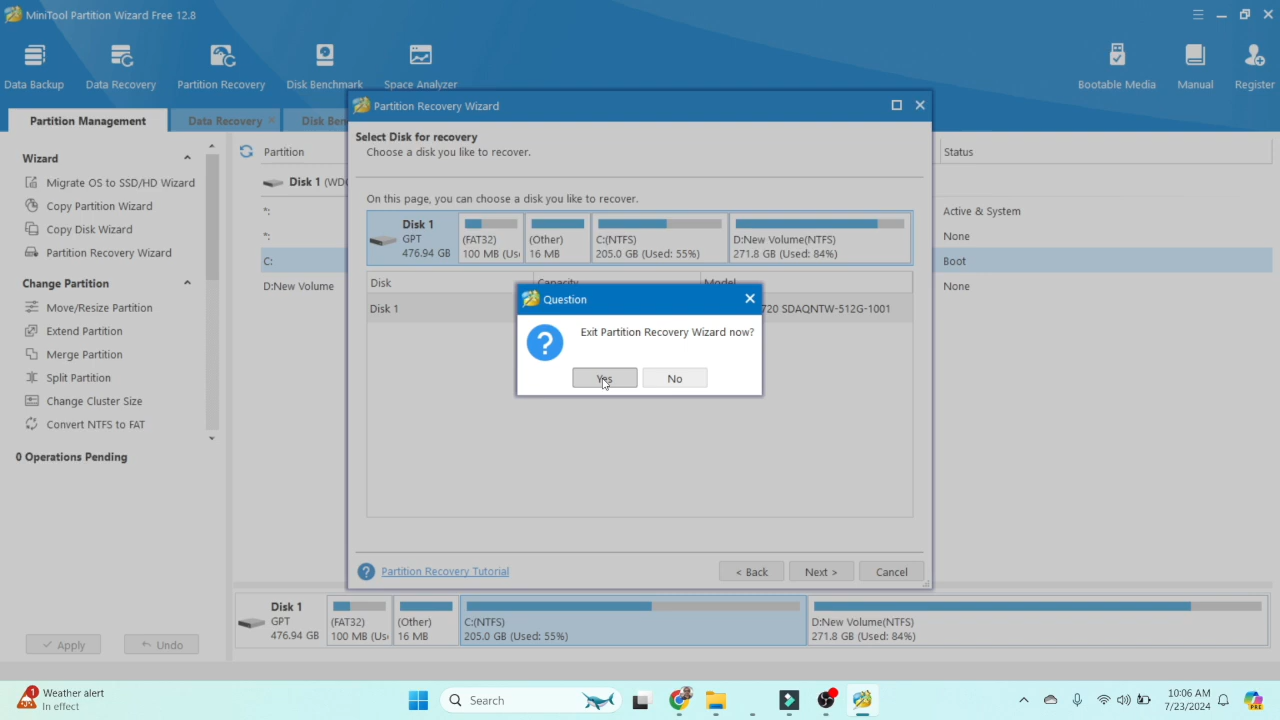 MiniTool Partition Wizard Free 12.8
Data Backup
Data Recovery
Partition Recovery
Disk Benchmark
Space Analyzer
Bootable Media
Manual
Register
Partition Management
Data Recovery
Disk Ben
Partition Recovery Wizard
Select Disk for recovery
Choose a disk you like to recover.
On this page, you can choose a disk you like to recover.
Disk 1
GPT
476.94 GB
(FAT32)
100 MB (Us
(Other)
16 MB
C:(NTFS)
205.0 GB (Used: 55%)
D:New Volume(NTFS)
271.8 GB (Used: 84%)
Disk
Capacity
Model
Disk 1
720 SDAQNTW-512G-1001
Question
Exit Partition Recovery Wizard now?
Yes
No
Partition Recovery Tutorial
< Back
Next >
Cancel
Wizard
Migrate OS to SSD/HD Wizard
Copy Partition Wizard
Copy Disk Wizard
Partition Recovery Wizard
Change Partition
Move/Resize Partition
Extend Partition
Merge Partition
Split Partition
Change Cluster Size
Convert NTFS to FAT
0 Operations Pending
Apply
Undo
Partition
Status
Disk 1
*:
Active & System
*:
None
C:
Boot
D:New Volume
None
Disk 1
GPT
476.94 GB
(FAT32)
100 MB (Us
(Other)
16 MB
C:(NTFS)
205.0 GB (Used: 55%)
D:New Volume(NTFS)
271.8 GB (Used: 84%)
1
Weather alert
In effect
Search
10:06 AM
7/23/2024
PRE